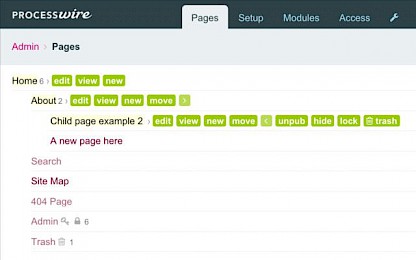 PROCESSwire Pages Setup Modules Access
Admin › Pages
Home 6 › edit view new
About 2 › edit view new move ›
Child page example 2 › edit view new move ‹ unpub hide lock trash
A new page here
Search
Site Map
404 Page
Admin 6
Trash 1